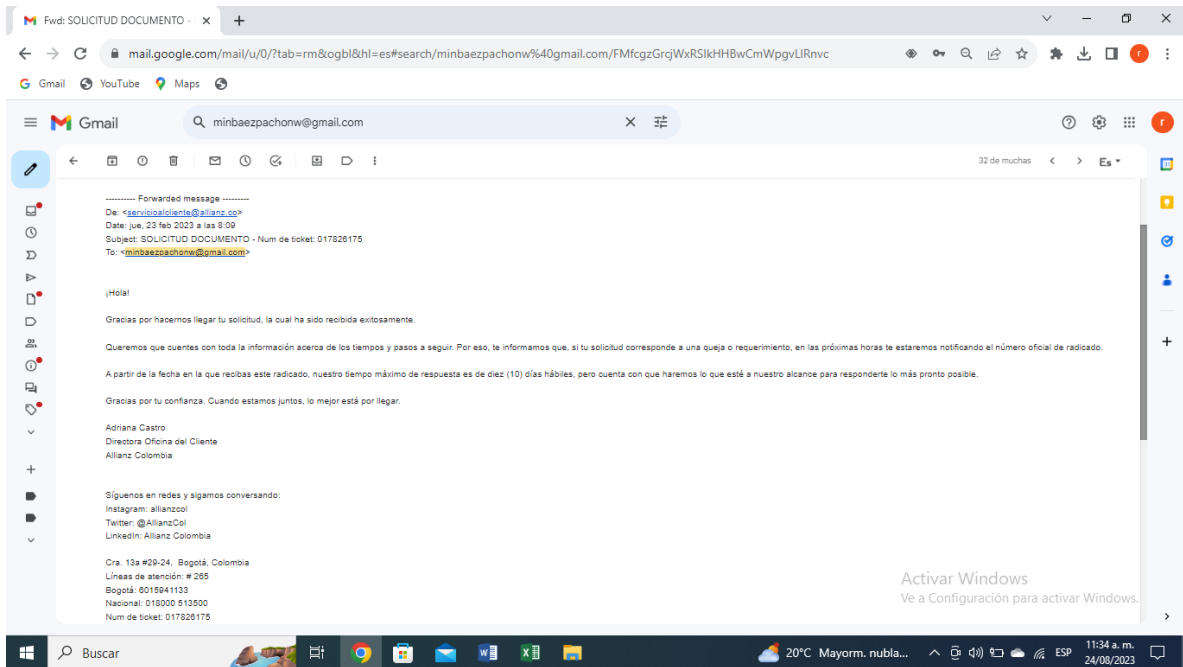 Fwd: SOLICITUD DOCUMENTO -
mail.google.com/mail/u/0/?tab=rm&ogbl&hl=es#search/minbaezpachonw%40gmail.com/FMfcgzGrcjWxRSlkHHBwCmWpgvLlRnvc
r
Gmail
YouTube
Maps
Gmail
minbaezpachonw@gmail.com
r
32 de muchas
Es
---------- Forwarded message ---------
De: <servicioalcliente@allianz.co>
Date: jue, 23 feb 2023 a las 8:09
Subject: SOLICITUD DOCUMENTO - Num de ticket: 017826175
To: <minbaezpachonw@gmail.com>
¡Hola!
Gracias por hacernos llegar tu solicitud, la cual ha sido recibida exitosamente.
Queremos que cuentes con toda la información acerca de los tiempos y pasos a seguir. Por eso, te informamos que, si tu solicitud corresponde a una queja o requerimiento, en las próximas horas te estaremos notificando el número oficial de radicado.
A partir de la fecha en la que recibas este radicado, nuestro tiempo máximo de respuesta es de diez (10) días hábiles, pero cuenta con que haremos lo que esté a nuestro alcance para responderte lo más pronto posible.
Gracias por tu confianza. Cuando estamos juntos, lo mejor está por llegar.
Adriana Castro
Directora Oficina del Cliente
Allianz Colombia
Síguenos en redes y sigamos conversando:
Instagram: allianzcol
Twitter: @AllianzCol
LinkedIn: Allianz Colombia
Cra. 13a #29-24,  Bogotá, Colombia
Líneas de atención: # 265
Bogotá: 6015941133
Nacional: 018000 513500
Num de ticket: 017826175
Activar Windows
Ve a Configuración para activar Windows.
Buscar
20°C Mayorm. nubla...
ESP
11:34 a. m.
24/08/2023